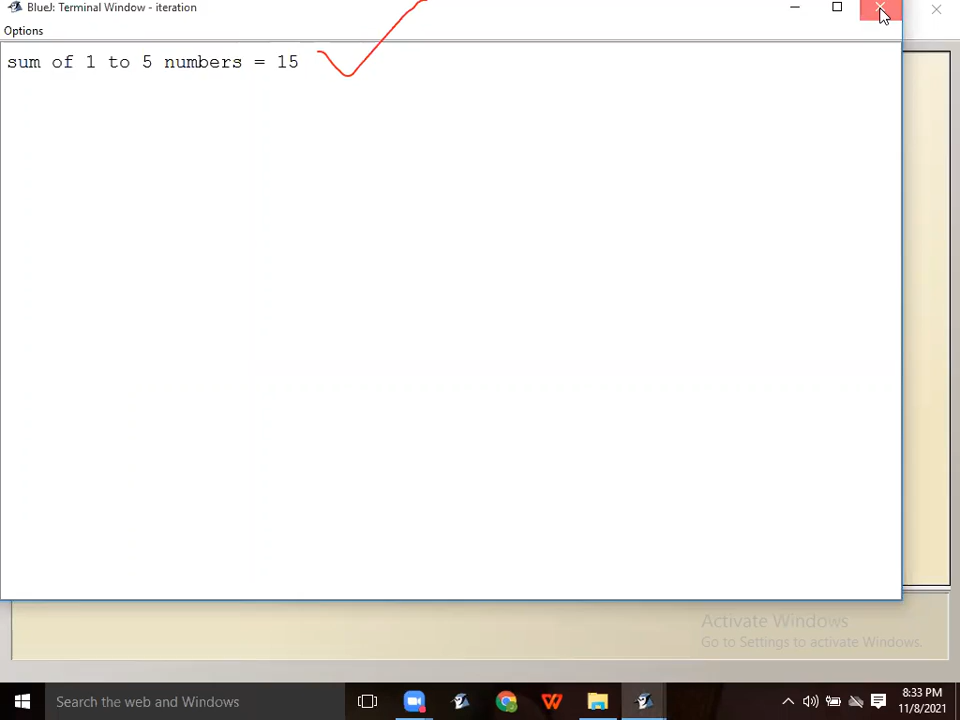 BlueJ: Terminal Window - iteration
Options
sum of 1 to 5 numbers = 15
Activate Windows
Go to Settings to activate Windows.
Search the web and Windows
8:33 PM
11/8/2021